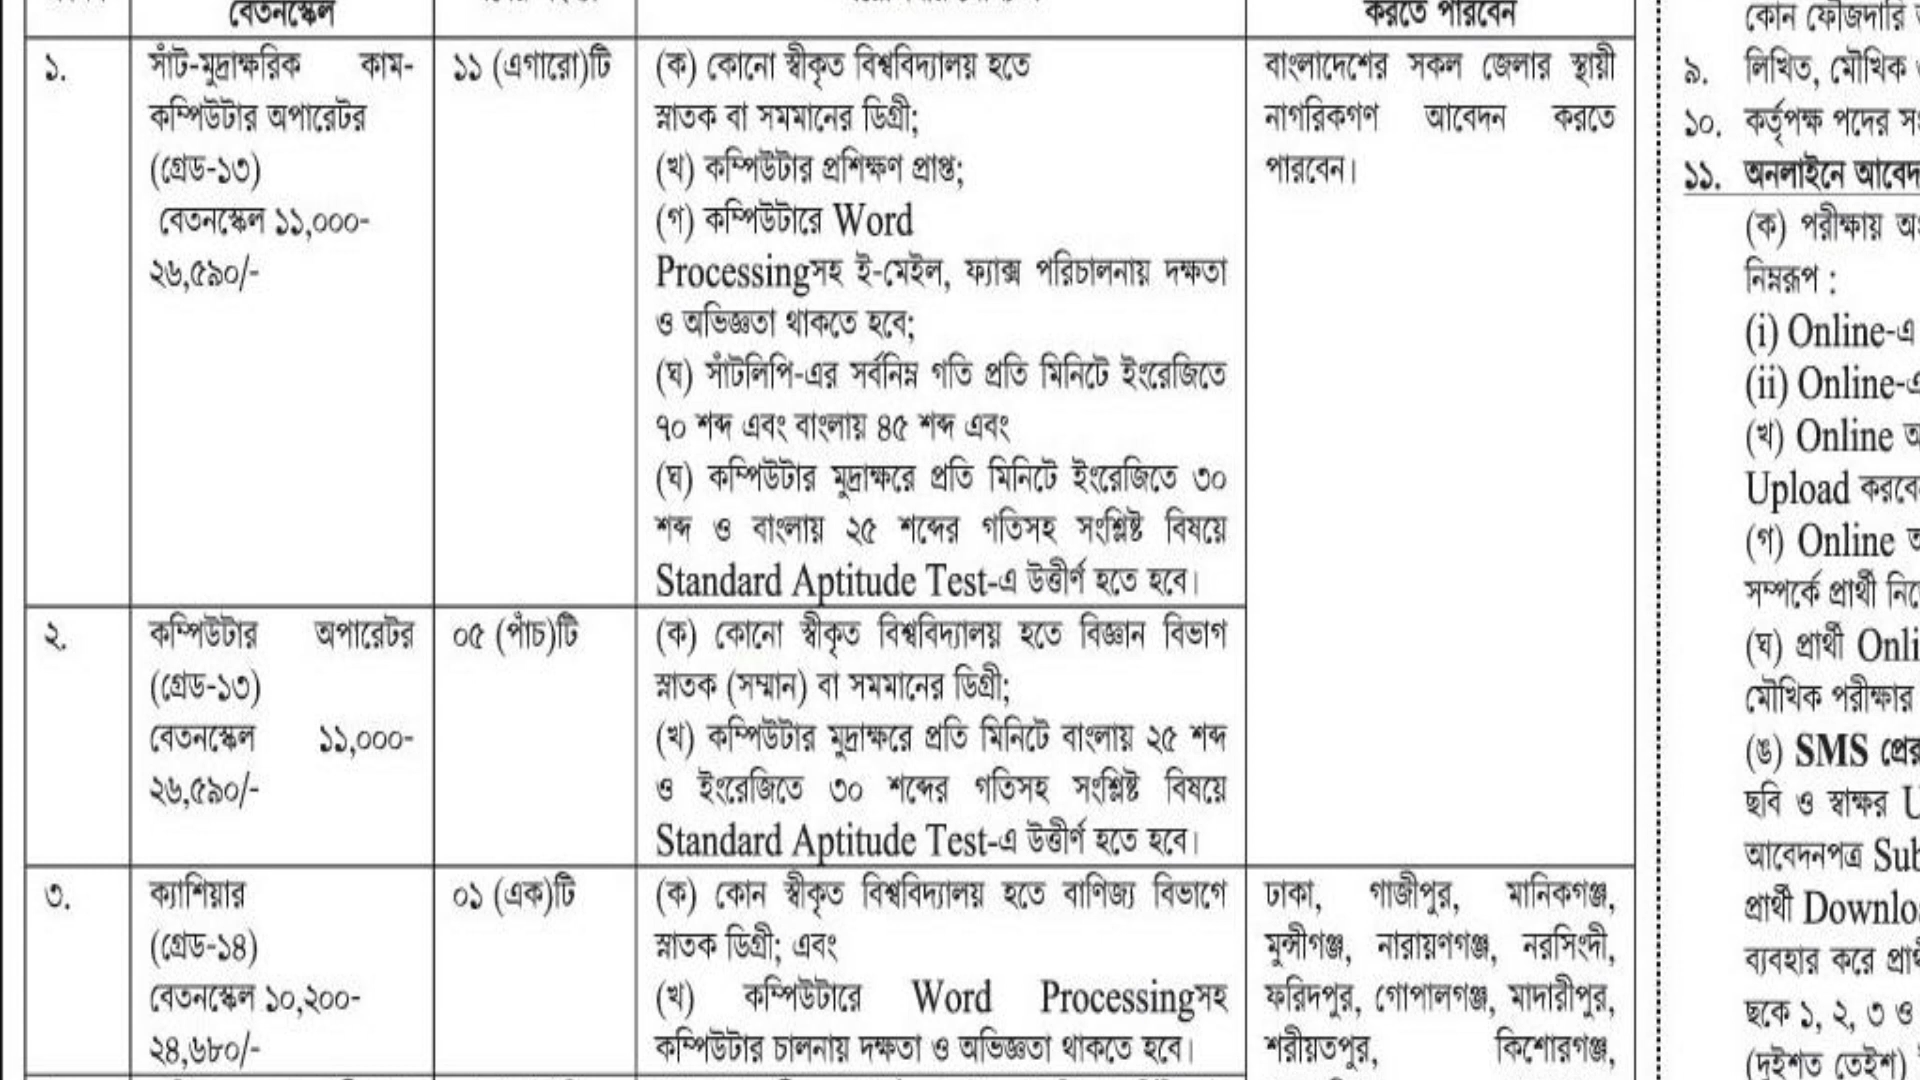 বেতনস্কেল
করতে পারবেন
১.
সাঁট-মুদ্রাক্ষরিক কাম-
কম্পিউটার অপারেটর
(গ্রেড-১৩)
বেতনস্কেল ১১,০০০-
২৬,৫৯০/-
১১ (এগারো)টি
(ক) কোনো স্বীকৃত বিশ্ববিদ্যালয় হতে
স্নাতক বা সমমানের ডিগ্রী;
(খ) কম্পিউটার প্রশিক্ষণ প্রাপ্ত;
(গ) কম্পিউটারে Word
Processingসহ ই-মেইল, ফ্যাক্স পরিচালনায় দক্ষতা
ও অভিজ্ঞতা থাকতে হবে;
(ঘ) সাঁটলিপি-এর সর্বনিম্ন গতি প্রতি মিনিটে ইংরেজিতে
৭০ শব্দ এবং বাংলায় ৪৫ শব্দ এবং
(ঘ) কম্পিউটার মুদ্রাক্ষরে প্রতি মিনিটে ইংরেজিতে ৩০
শব্দ ও বাংলায় ২৫ শব্দের গতিসহ সংশ্লিষ্ট বিষয়ে
Standard Aptitude Test-এ উত্তীর্ণ হতে হবে।
বাংলাদেশের সকল জেলার স্থায়ী
নাগরিকগণ আবেদন করতে
পারবেন।
২.
কম্পিউটার অপারেটর
(গ্রেড-১৩)
বেতনস্কেল ১১,০০০-
২৬,৫৯০/-
০৫ (পাঁচ)টি
(ক) কোনো স্বীকৃত বিশ্ববিদ্যালয় হতে বিজ্ঞান বিভাগ
স্নাতক (সম্মান) বা সমমানের ডিগ্রী;
(খ) কম্পিউটার মুদ্রাক্ষরে প্রতি মিনিটে বাংলায় ২৫ শব্দ
ও ইংরেজিতে ৩০ শব্দের গতিসহ সংশ্লিষ্ট বিষয়ে
Standard Aptitude Test-এ উত্তীর্ণ হতে হবে।
৩.
ক্যাশিয়ার
(গ্রেড-১৪)
বেতনস্কেল ১০,২০০-
২৪,৬৮০/-
০১ (এক)টি
(ক) কোন স্বীকৃত বিশ্ববিদ্যালয় হতে বাণিজ্য বিভাগে
স্নাতক ডিগ্রী; এবং
(খ) কম্পিউটারে Word Processingসহ
কম্পিউটার চালনায় দক্ষতা ও অভিজ্ঞতা থাকতে হবে।
ঢাকা, গাজীপুর, মানিকগঞ্জ,
মুন্সীগঞ্জ, নারায়ণগঞ্জ, নরসিংদী,
ফরিদপুর, গোপালগঞ্জ, মাদারীপুর,
শরীয়তপুর, কিশোরগঞ্জ,
কোন ফৌজদারি
৯. লিখিত, মৌখিক
১০. কর্তৃপক্ষ পদের
১১. অনলাইনে আবেদ
(ক) পরীক্ষায়
নিম্নরূপ :
(i) Online-এ
(ii) Online-এ
(খ) Online
Upload করবে
(গ) Online
সম্পর্কে প্রার্থী
(ঘ) প্রার্থী Onli
মৌখিক পরীক্ষার
(ঙ) SMS
ছবি ও স্বাক্ষর U
আবেদনপত্র Sub
প্রার্থী Downlo
ব্যবহার করে
ছকে ১, ২, ৩ ও
(দুইশত তেইশ)